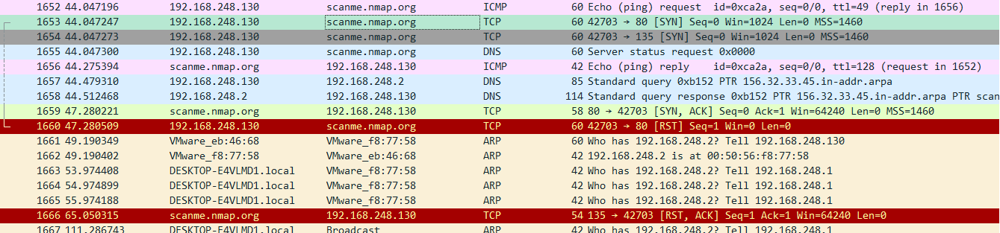 1652 44.047196 192.168.248.130 scanme.nmap.org ICMP 60 Echo (ping) request id=0xca2a, seq=0/0, ttl=49 (reply in 1656)
1653 44.047247 192.168.248.130 scanme.nmap.org TCP 60 42703 → 80 [SYN] Seq=0 Win=1024 Len=0 MSS=1460
1654 44.047273 192.168.248.130 scanme.nmap.org TCP 60 42703 → 135 [SYN] Seq=0 Win=1024 Len=0 MSS=1460
1655 44.047300 192.168.248.130 scanme.nmap.org DNS 60 Server status request 0x0000
1656 44.275394 scanme.nmap.org 192.168.248.130 ICMP 42 Echo (ping) reply id=0xca2a, seq=0/0, ttl=128 (request in 1652)
1657 44.479310 192.168.248.130 192.168.248.2 DNS 85 Standard query 0xb152 PTR 156.32.33.45.in-addr.arpa
1658 44.512468 192.168.248.2 192.168.248.130 DNS 114 Standard query response 0xb152 PTR 156.32.33.45.in-addr.arpa PTR scan
1659 47.280221 scanme.nmap.org 192.168.248.130 TCP 58 80 → 42703 [SYN, ACK] Seq=0 Ack=1 Win=64240 Len=0 MSS=1460
1660 47.280509 192.168.248.130 scanme.nmap.org TCP 60 42703 → 80 [RST] Seq=1 Win=0 Len=0
1661 49.190349 VMware_eb:46:68 VMware_f8:77:58 ARP 60 Who has 192.168.248.2? Tell 192.168.248.130
1662 49.190402 VMware_f8:77:58 VMware_eb:46:68 ARP 42 192.168.248.2 is at 00:50:56:f8:77:58
1663 53.974408 DESKTOP-E4VLMD1.local VMware_f8:77:58 ARP 42 Who has 192.168.248.2? Tell 192.168.248.1
1664 54.974899 DESKTOP-E4VLMD1.local VMware_f8:77:58 ARP 42 Who has 192.168.248.2? Tell 192.168.248.1
1665 55.974188 DESKTOP-E4VLMD1.local VMware_f8:77:58 ARP 42 Who has 192.168.248.2? Tell 192.168.248.1
1666 65.050315 scanme.nmap.org 192.168.248.130 TCP 54 135 → 42703 [RST, ACK] Seq=1 Ack=1 Win=64240 Len=0
1667 111.286743 DESKTOP-E4VLMD1.local Broadcast ARP 42 Who has 192.168.248.2? Tell 192.168.248.1